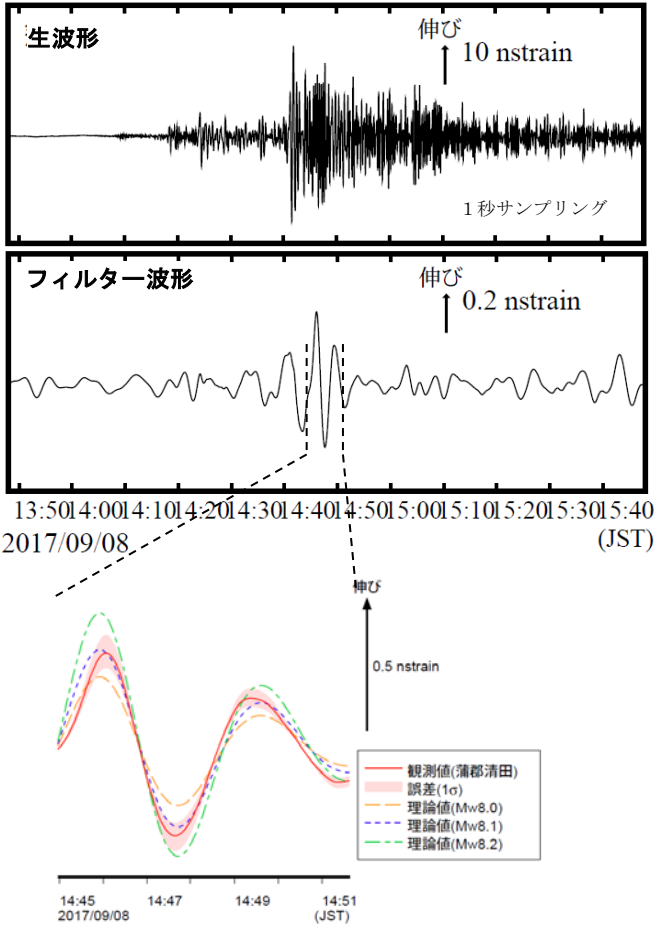 生波形
伸び
10 nstrain
1秒サンプリング
フィルター波形
伸び
0.2 nstrain
13:50 14:00 14:10 14:20 14:30 14:40 14:50 15:00 15:10 15:20 15:30 15:40
2017/09/08 (JST)
伸び
0.5 nstrain
観測値(蒲郡清田)
誤差(1σ)
理論値(Mw8.0)
理論値(Mw8.1)
理論値(Mw8.2)
14:45 14:47 14:49 14:51
2017/09/08 (JST)